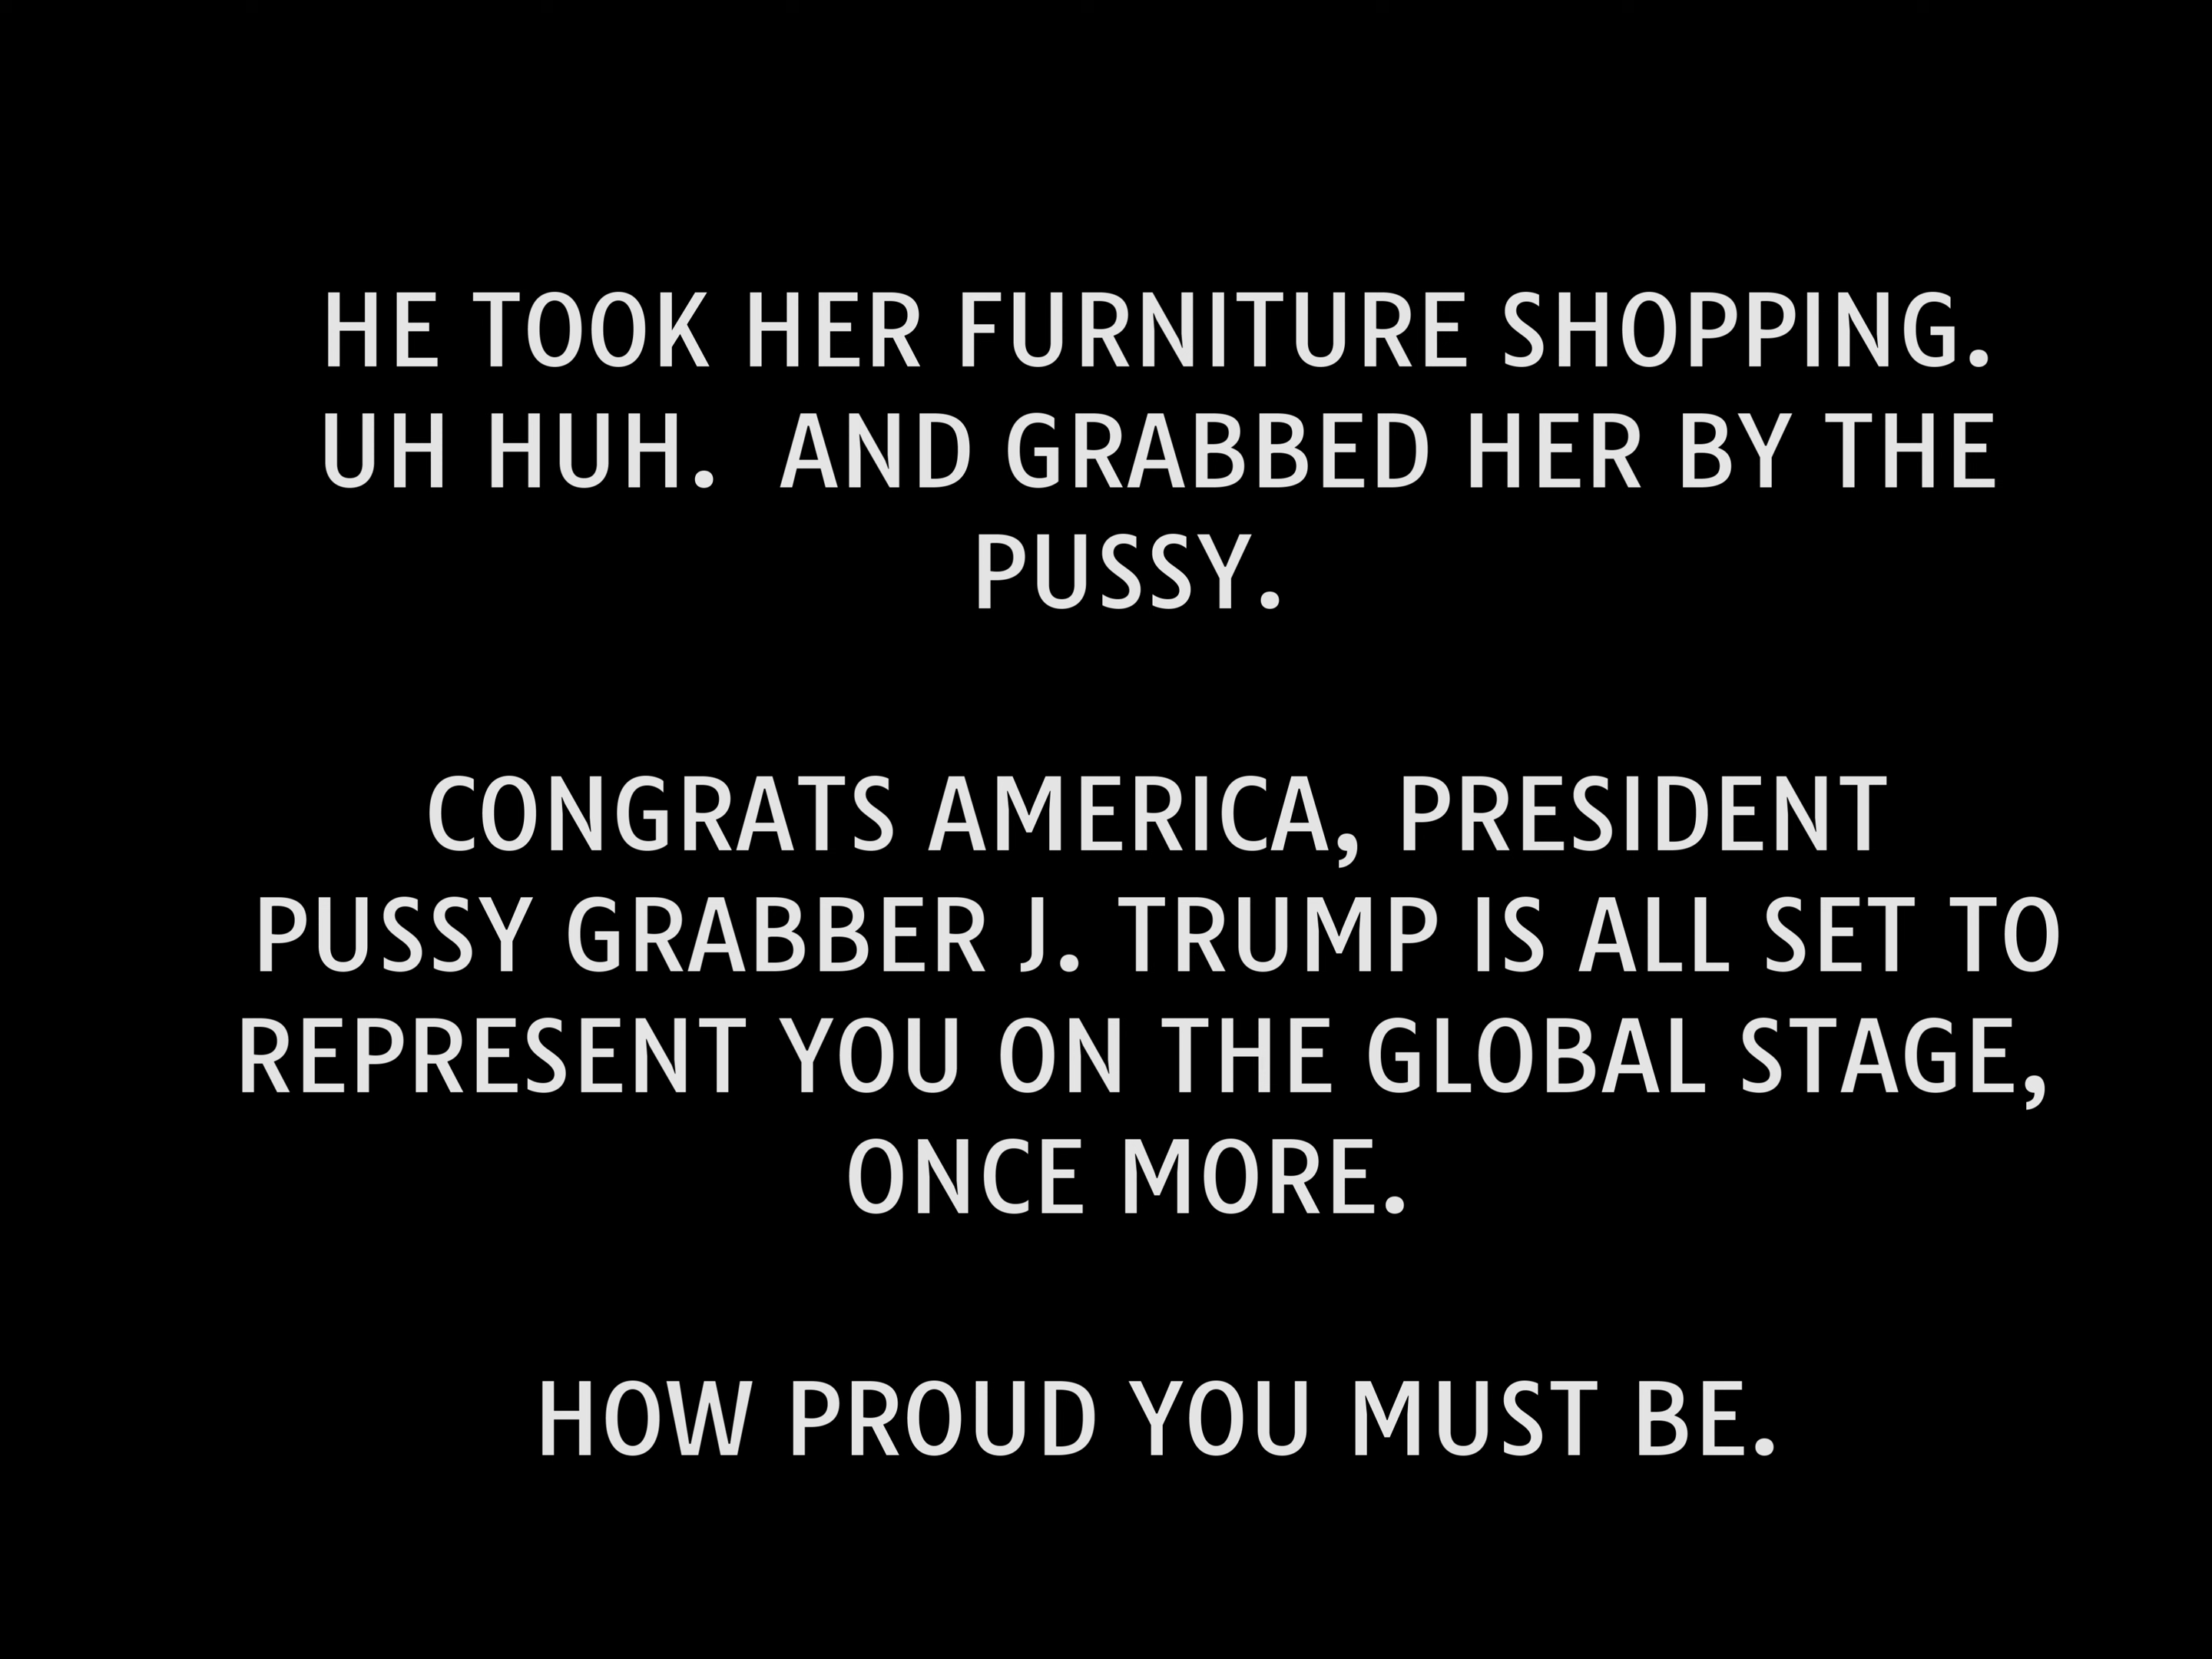 HE TOOK HER FURNITURE SHOPPING.
UH HUH.  AND GRABBED HER BY THE
PUSSY.
CONGRATS AMERICA, PRESIDENT
PUSSY GRABBER J. TRUMP IS ALL SET TO
REPRESENT YOU ON THE GLOBAL STAGE,
ONCE MORE.
HOW PROUD YOU MUST BE.